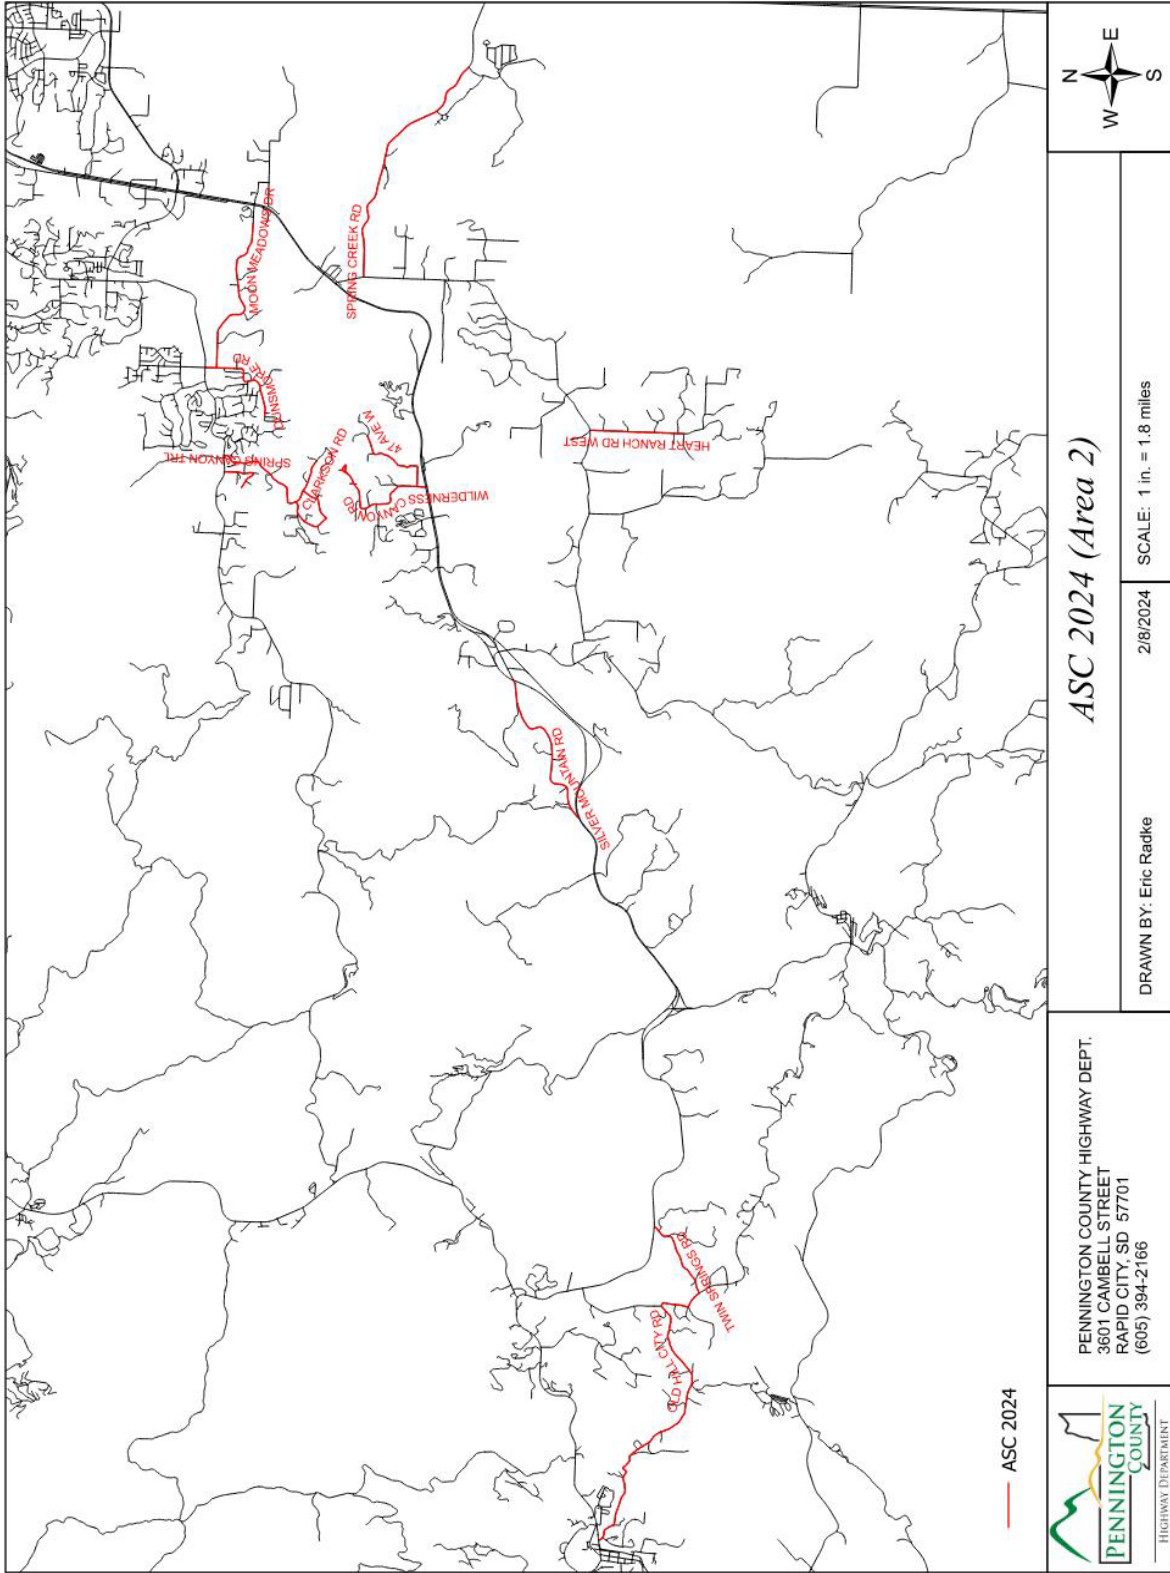 MOON MEADOWS DR
SPRING CREEK RD
DUNSMORE RD
SPRING CANYON TRL
CLARKSON RD
47 AVE W
WILDERNESS CANYON
RD
HEART RANCH RD WEST
SILVER MOUNTAIN RD
TWIN SPRINGS RD
OLD HILL CITY RD
ASC 2024
PENNINGTON
COUNTY
HIGHWAY DEPARTMENT
PENNINGTON COUNTY HIGHWAY DEPT.
3601 CAMBELL STREET
RAPID CITY, SD 57701
(605) 394-2166
ASC 2024 (Area 2)
DRAWN BY: Eric Radke
2/8/2024
SCALE: 1 in. = 1.8 miles
N
W
E
S